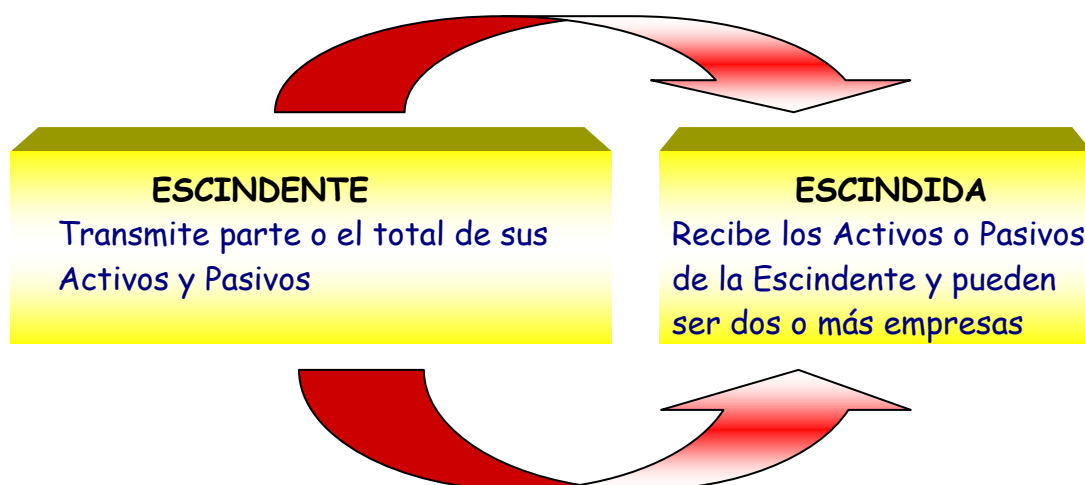 ESCINDENTE
Transmite parte o el total de sus
Activos y Pasivos
ESCINDIDA
Recibe los Activos o Pasivos
de la Escindente y pueden
ser dos o más empresas